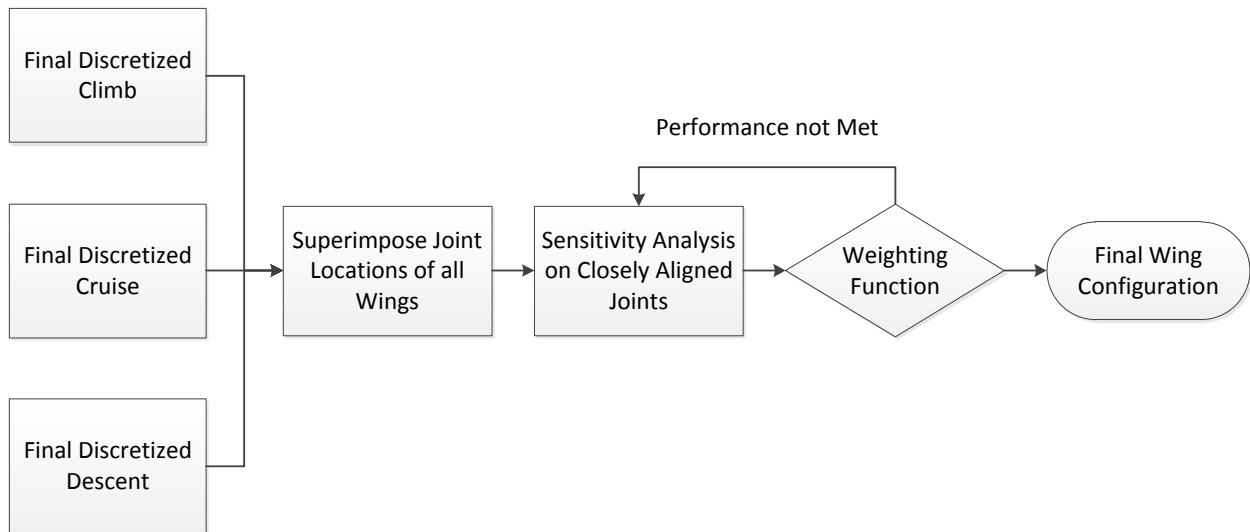 Final Discretized
Climb
Performance not Met
Final Discretized
Cruise
Superimpose Joint
Locations of all
Wings
Sensitivity Analysis
on Closely Aligned
Joints
Weighting
Function
Final Wing
Configuration
Final Discretized
Descent